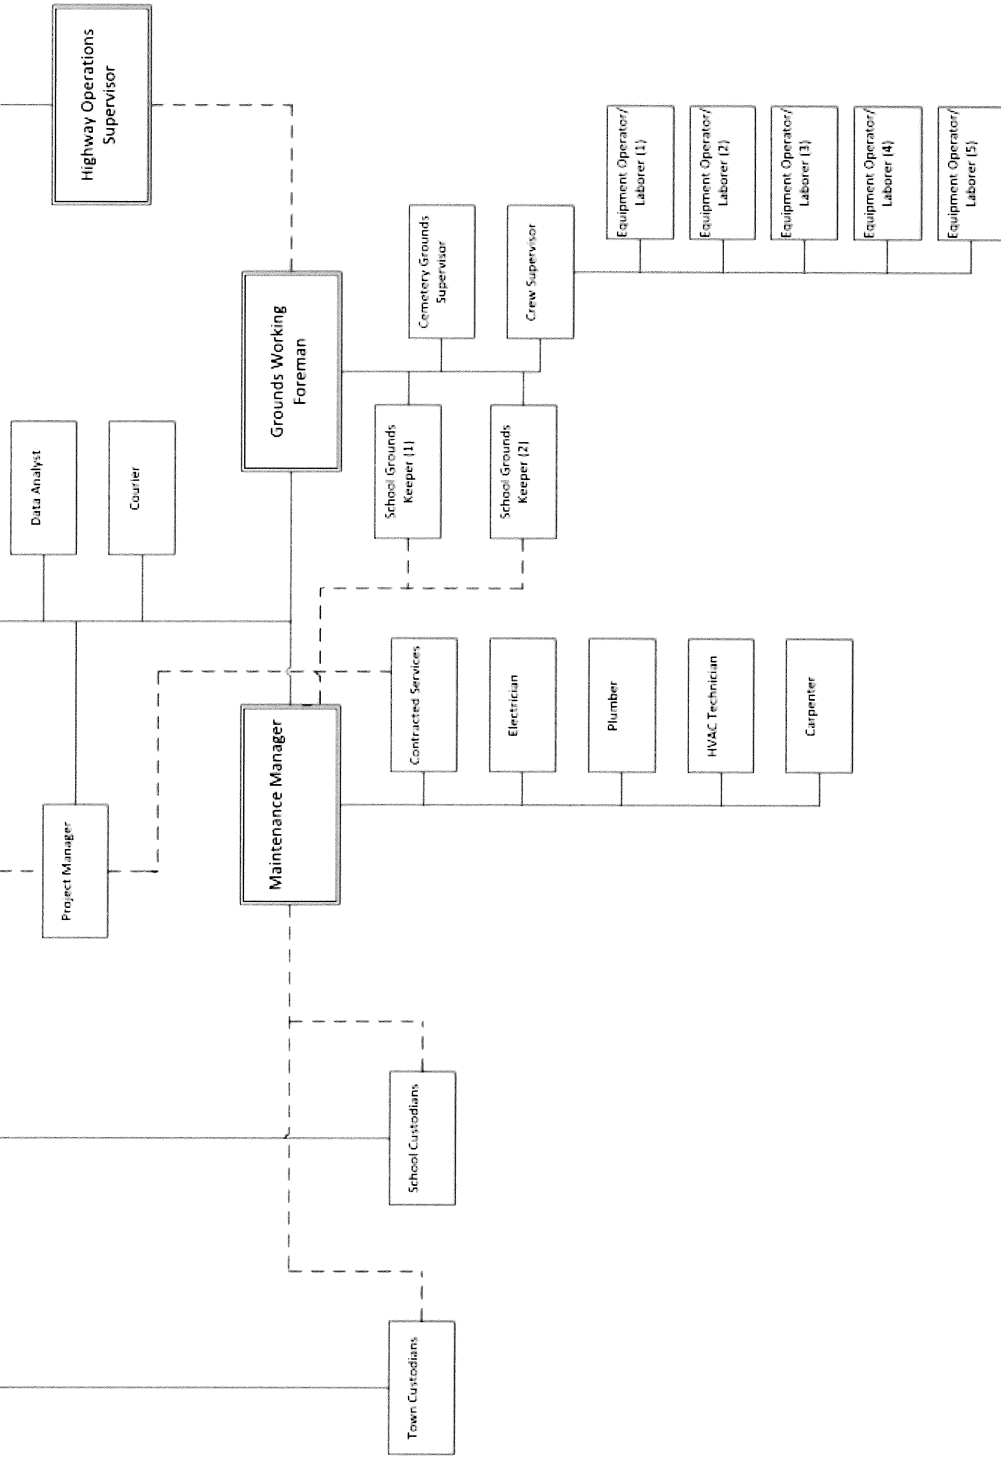 Town Custodians
School Custodians
Project Manager
Maintenance Manager
Contracted Services
Electrician
Plumber
HVAC Technician
Carpenter
Data Analyst
Courier
Grounds Working
Foreman
School Grounds
Keeper (1)
School Grounds
Keeper (2)
Cemetery Grounds
Supervisor
Crew Supervisor
Highway Operations
Supervisor
Equipment Operator/
Laborer (1)
Equipment Operator/
Laborer (2)
Equipment Operator/
Laborer (3)
Equipment Operator/
Laborer (4)
Equipment Operator/
Laborer (5)